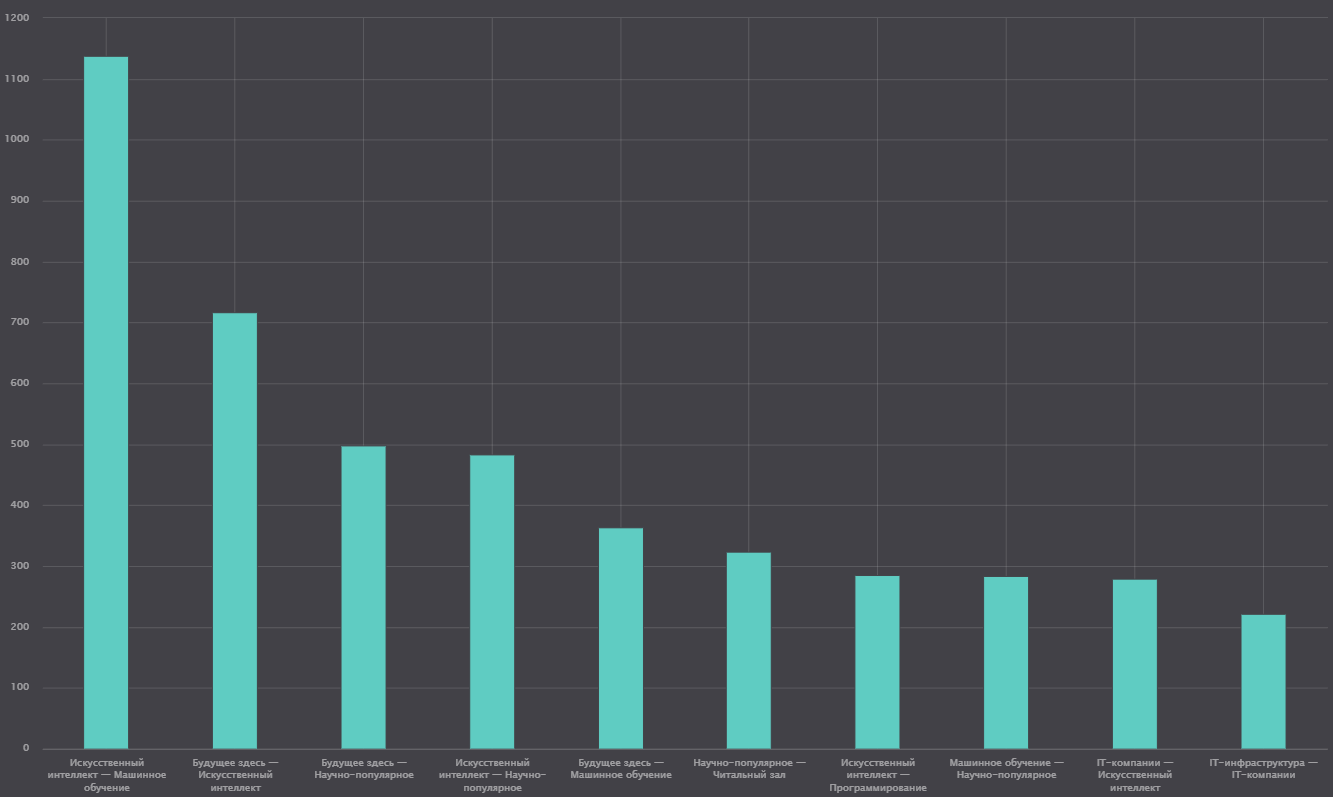 1200
1100
1000
900
800
700
600
500
400
300
200
100
0
Искусственный
интеллект — Машинное
обучение
Будущее здесь —
Искусственный
интеллект
Будущее здесь —
Научно-популярное
Искусственный
интеллект — Научно-
популярное
Будущее здесь —
Машинное обучение
Научно-популярное —
Читальный зал
Искусственный
интеллект —
Программирование
Машинное обучение —
Научно-популярное
IT-компании —
Искусственный
интеллект
IT-инфраструктура —
IT-компании